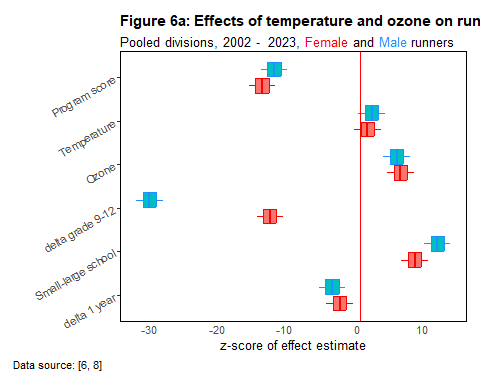 Figure 6a: Effects of temperature and ozone on run
Pooled divisions, 2002 - 2023, Female and Male runners
Program score
Temperature
Ozone
delta grade 9-12
Small-large school
delta 1 year
-30 -20 -10 0 10
z-score of effect estimate
Data source: [6, 8]